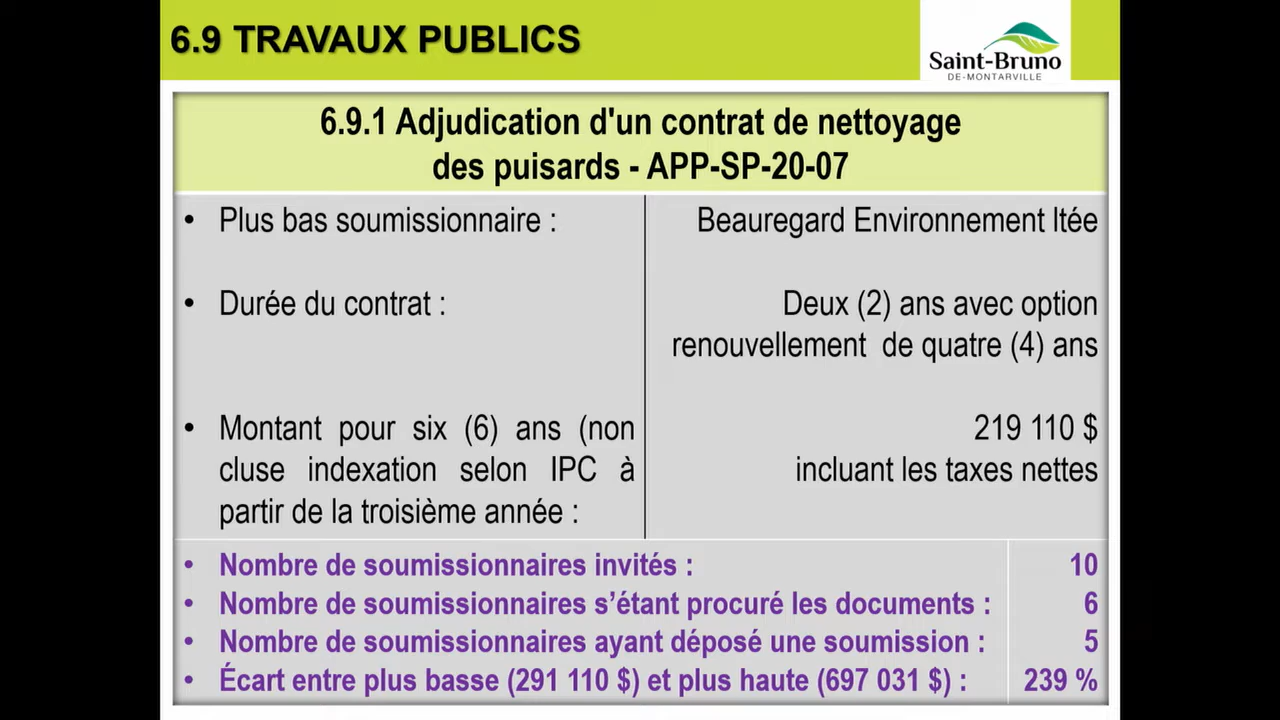 6.9 TRAVAUX PUBLICS
Saint-Bruno
DE-MONTARVILLE
6.9.1 Adjudication d'un contrat de nettoyage
des puisards - APP-SP-20-07
• Plus bas soumissionnaire :
Beauregard Environnement ltée
• Durée du contrat :
Deux (2) ans avec option
renouvellement de quatre (4) ans
• Montant pour six (6) ans (non
cluse indexation selon IPC à
partir de la troisième année :
219 110 $
incluant les taxes nettes
• Nombre de soumissionnaires invités : 10
• Nombre de soumissionnaires s’étant procuré les documents : 6
• Nombre de soumissionnaires ayant déposé une soumission : 5
• Écart entre plus basse (291 110 $) et plus haute (697 031 $) : 239 %